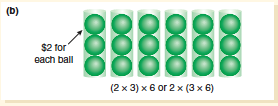 (b)
$2 for
each ball
(2 × 3) × 6 or 2 × (3 × 6)